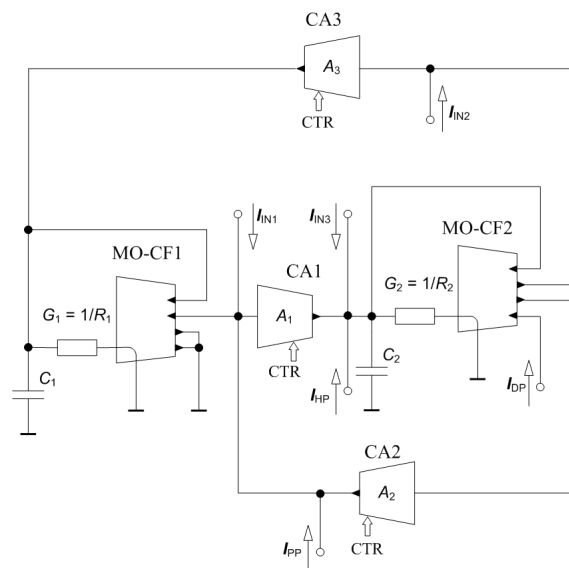 CA3
A3
CTR
IIN2
IIN1
IIN3
MO-CF2
MO-CF1
CA1
G2 = 1/R2
G1 = 1/R1
A1
CTR
C1
C2
IHP
IDP
CA2
A2
IPP
CTR